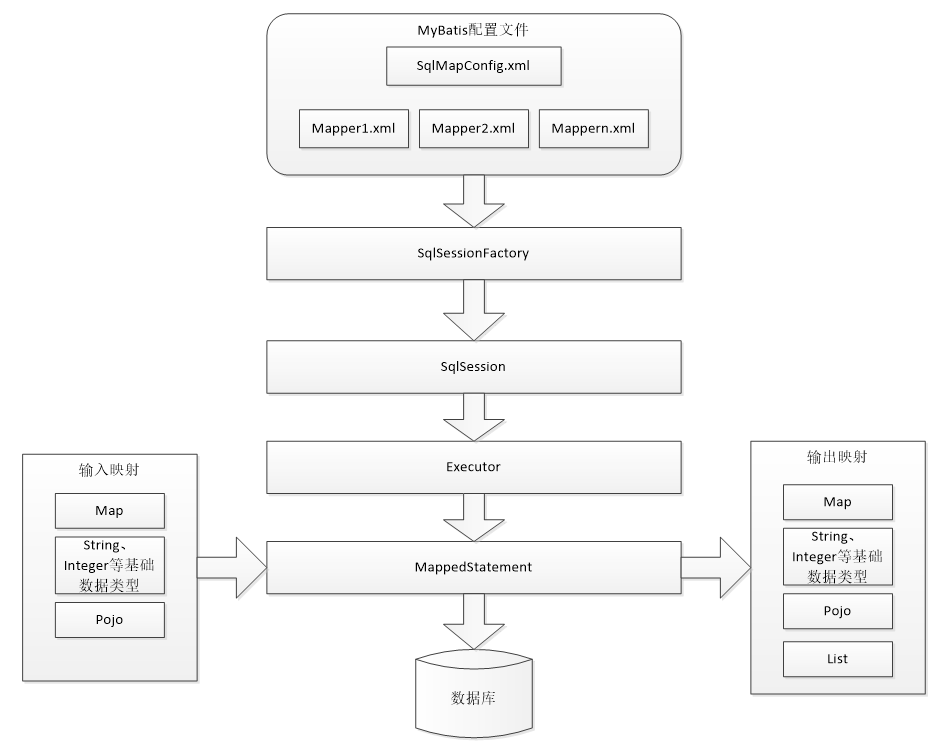 MyBatis配置文件
SqlMapConfig.xml
Mapper1.xml
Mapper2.xml
Mappern.xml
SqlSessionFactory
SqlSession
Executor
输入映射
Map
String、
Integer等基础
数据类型
Pojo
MappedStatement
输出映射
Map
String、
Integer等基础
数据类型
Pojo
List
数据库